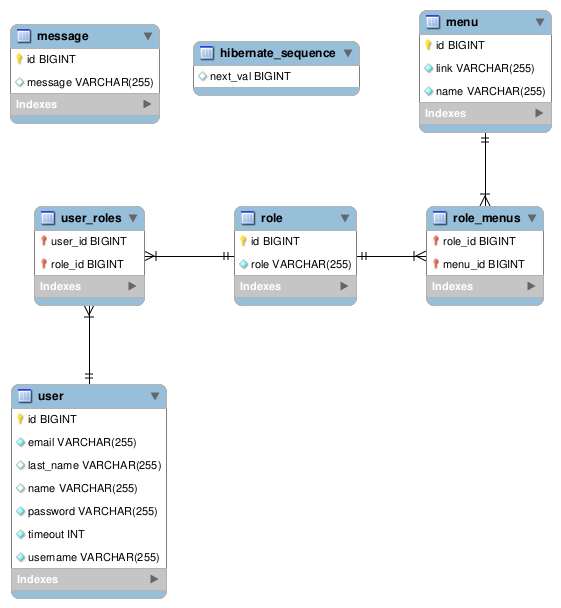 message
id BIGINT
message VARCHAR(255)
Indexes
hibernate_sequence
next_val BIGINT
menu
id BIGINT
link VARCHAR(255)
name VARCHAR(255)
Indexes
user_roles
user_id BIGINT
role_id BIGINT
Indexes
role
id BIGINT
role VARCHAR(255)
Indexes
role_menus
role_id BIGINT
menu_id BIGINT
Indexes
user
id BIGINT
email VARCHAR(255)
last_name VARCHAR(255)
name VARCHAR(255)
password VARCHAR(255)
timeout INT
username VARCHAR(255)
Indexes